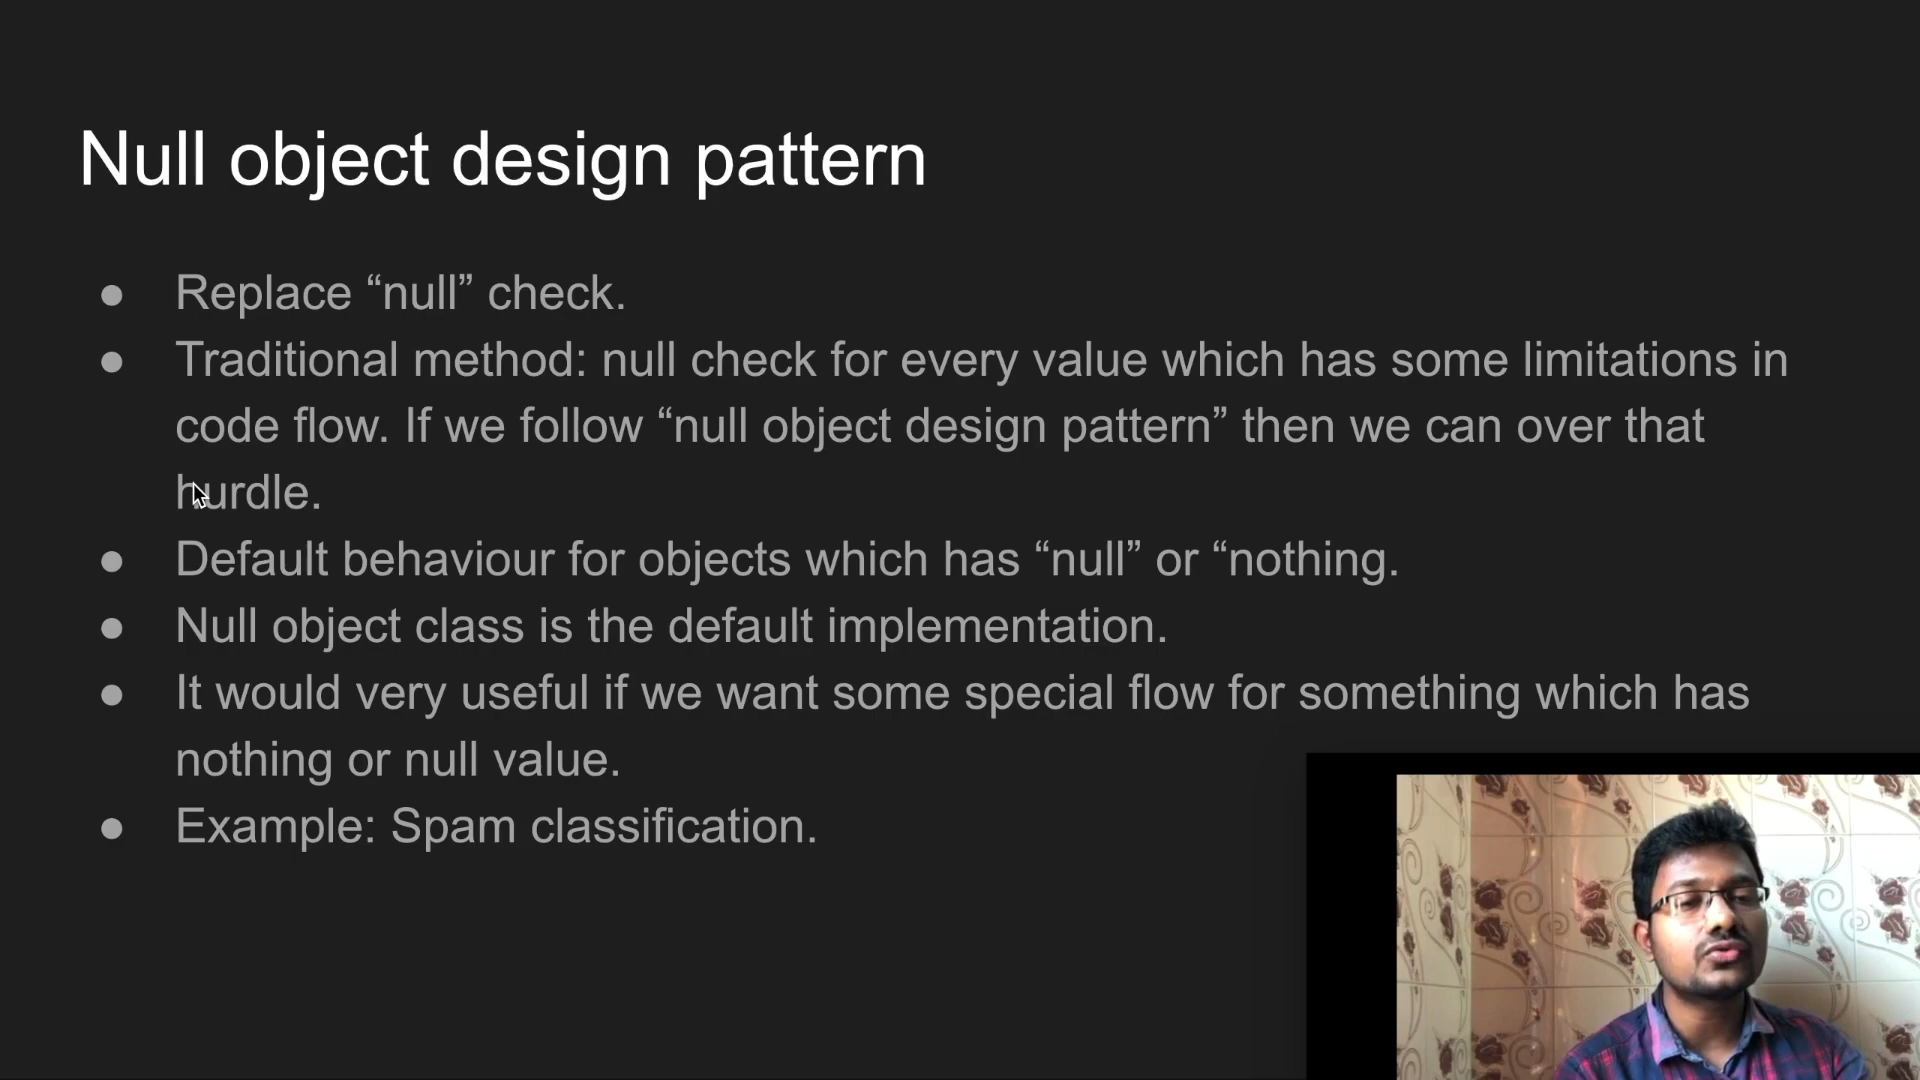 Null object design pattern
● Replace “null” check.
● Traditional method: null check for every value which has some limitations in
code flow. If we follow “null object design pattern” then we can over that
hurdle.
● Default behaviour for objects which has “null” or “nothing.
● Null object class is the default implementation.
● It would very useful if we want some special flow for something which has
nothing or null value.
● Example: Spam classification.